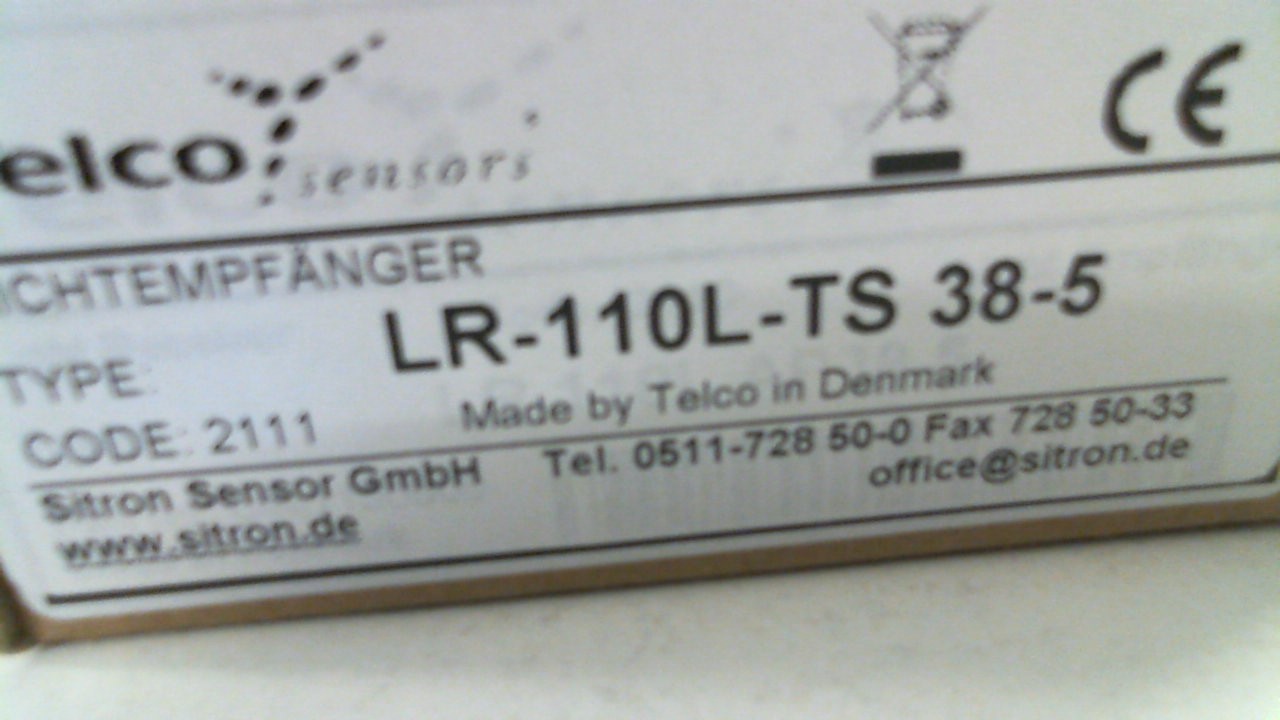 elco sensors
CE
ICHTEMPFÄNGER
TYPE: LR-110L-TS 38-5
CODE: 2111 Made by Telco in Denmark
Sitron Sensor GmbH Tel. 0511-728 50-0 Fax 728 50-33
www.sitron.de office@sitron.de